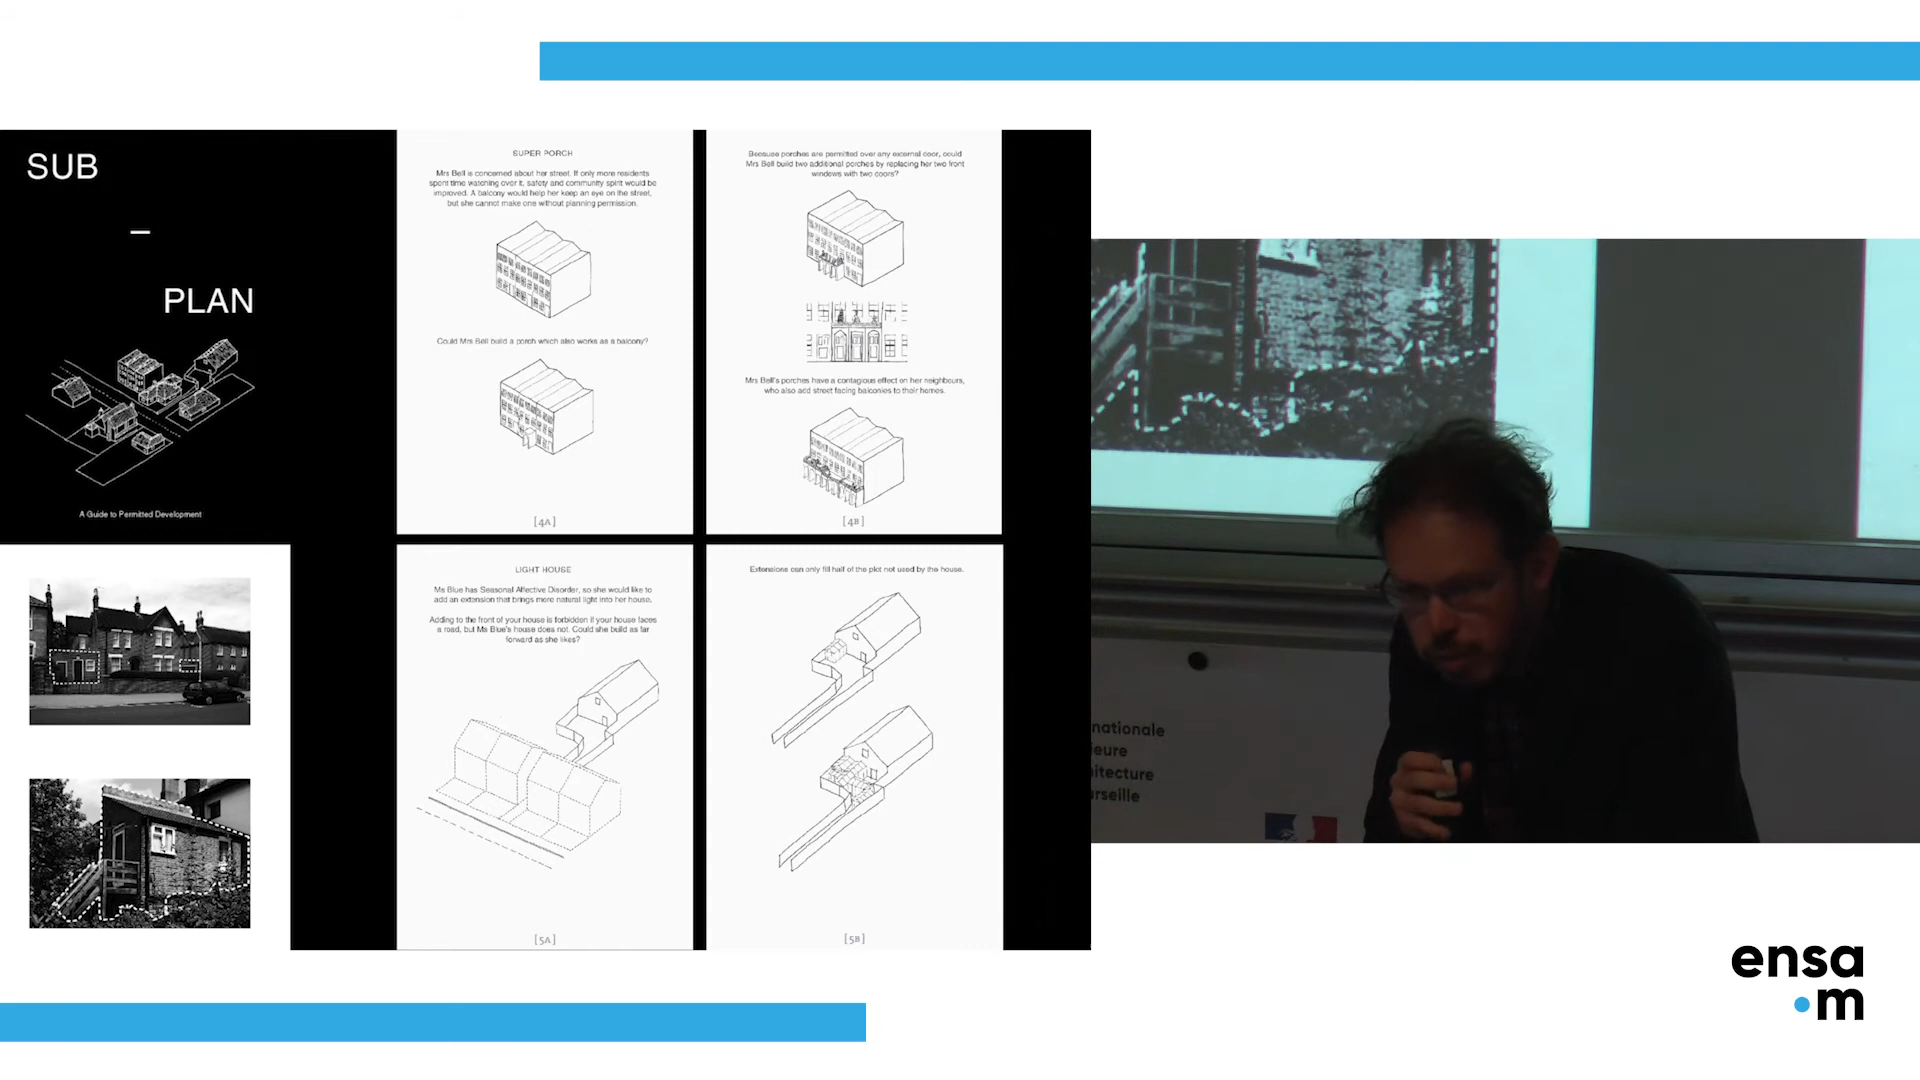 SUB
–
PLAN
A Guide to Permitted Development
SUPER PORCH
Mrs Bell is concerned about her street. If only more residents
spent time watching over it, safety and community spirit would be
improved. A balcony would help her keep an eye on the street,
but she cannot make one without planning permission.
Could Mrs Bell build a porch which also works as a balcony?
[4A]
Because porches are permitted over any external door, could
Mrs Bell build two additional porches by replacing her two front
windows with two doors?
Mrs Bell's porches have a contagious effect on her neighbours,
who also add street facing balconies to their homes.
[4B]
LIGHT HOUSE
Ms Blue has Seasonal Affective Disorder, so she would like to
add an extension that brings more natural light into her house.
Adding to the front of your house is forbidden if your house faces
a road, but Ms Blue's house does not. Could she build as far
forward as she likes?
[5A]
Extensions can only fill half of the plot not used by the house.
[5B]
nationale
ieure
hitecture
arseille
ensa
•m